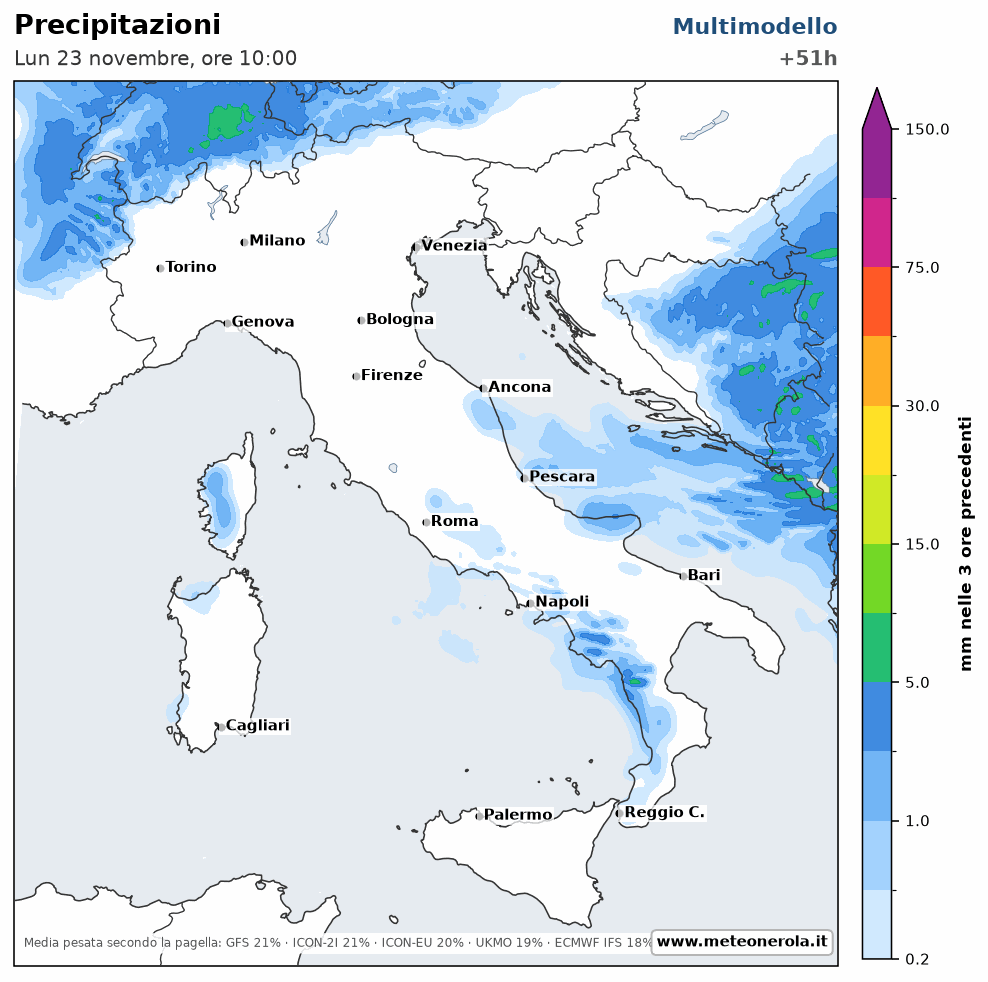 Precipitazioni
Multimodello
Lun 23 novembre, ore 10:00
+51h
150.0
75.0
30.0
15.0
5.0
1.0
0.2
mm nelle 3 ore precedenti
Milano
Venezia
Torino
Genova
Bologna
Firenze
Ancona
Pescara
Roma
Bari
Napoli
Cagliari
Palermo
Reggio C.
Media pesata secondo la pagella: GFS 21% · ICON-2I 21% · ICON-EU 20% · UKMO 19% · ECMWF IFS 18%
www.meteonerola.it